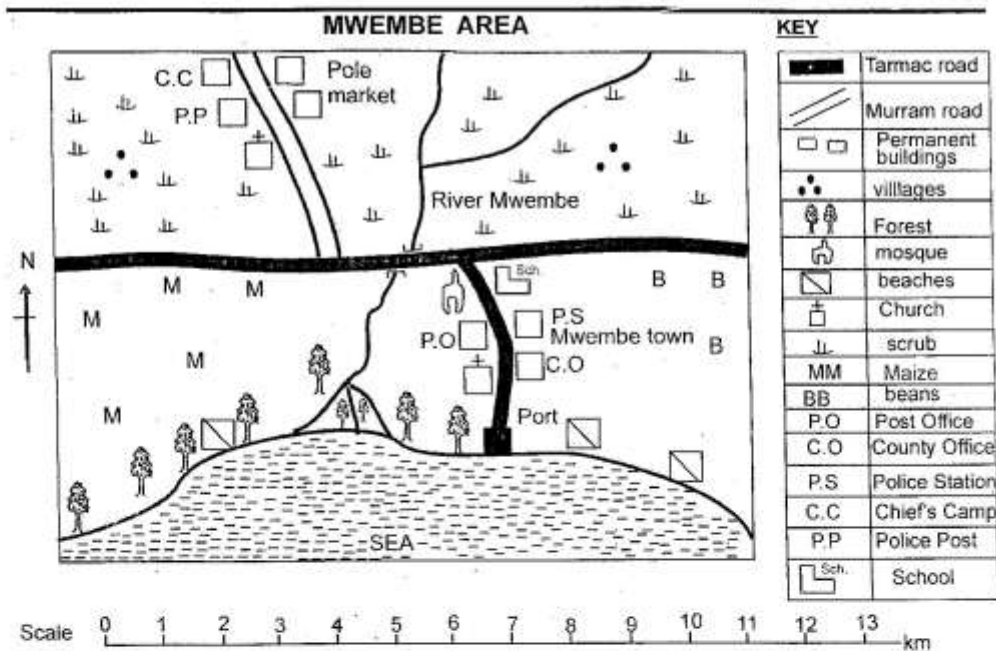 MWEMBE AREA
C.C
Pole
market
P.P
River Mwembe
N
M
M
M
M
M
Sch.
B
B
B
P.S
P.O
Mwembe town
C.O
Port
SEA
KEY
Tarmac road
Murram road
Permanent
buildings
villlages
Forest
mosque
beaches
Church
scrub
MM Maize
BB beans
P.O Post Office
C.O County Office
P.S Police Station
C.C Chief's Camp
P.P Police Post
Sch. School
Scale 0 1 2 3 4 5 6 7 8 9 10 11 12 13 km